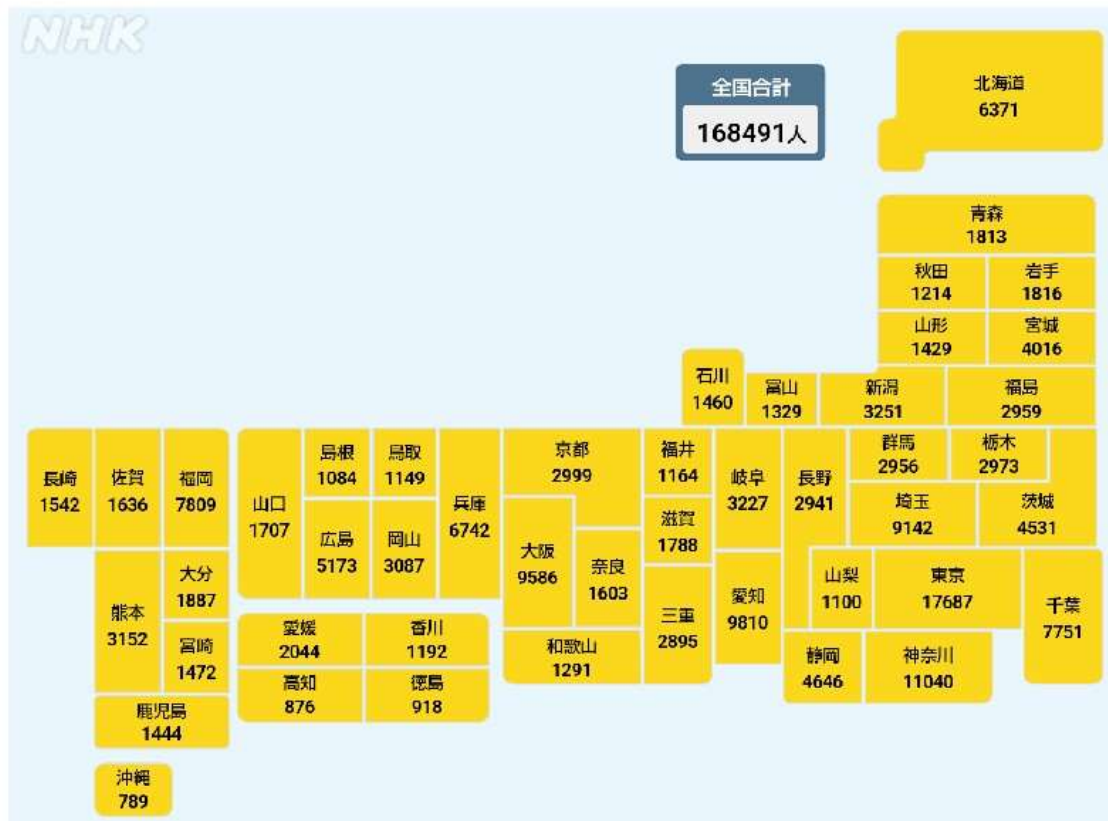 NHK
全国合計
168491人
北海道
6371
青森
1813
秋田
1214
岩手
1816
山形
1429
宮城
4016
石川
1460
富山
1329
新潟
3251
福島
2959
長崎
1542
佐賀
1636
福岡
7809
山口
1707
島根
1084
鳥取
1149
兵庫
6742
京都
2999
福井
1164
岐阜
3227
長野
2941
群馬
2956
栃木
2973
埼玉
9142
茨城
4531
広島
5173
岡山
3087
大阪
9586
奈良
1603
滋賀
1788
三重
2895
愛知
9810
山梨
1100
東京
17687
千葉
7751
熊本
3152
大分
1887
宮崎
1472
愛媛
2044
香川
1192
和歌山
1291
静岡
4646
神奈川
11040
高知
876
徳島
918
鹿児島
1444
沖縄
789